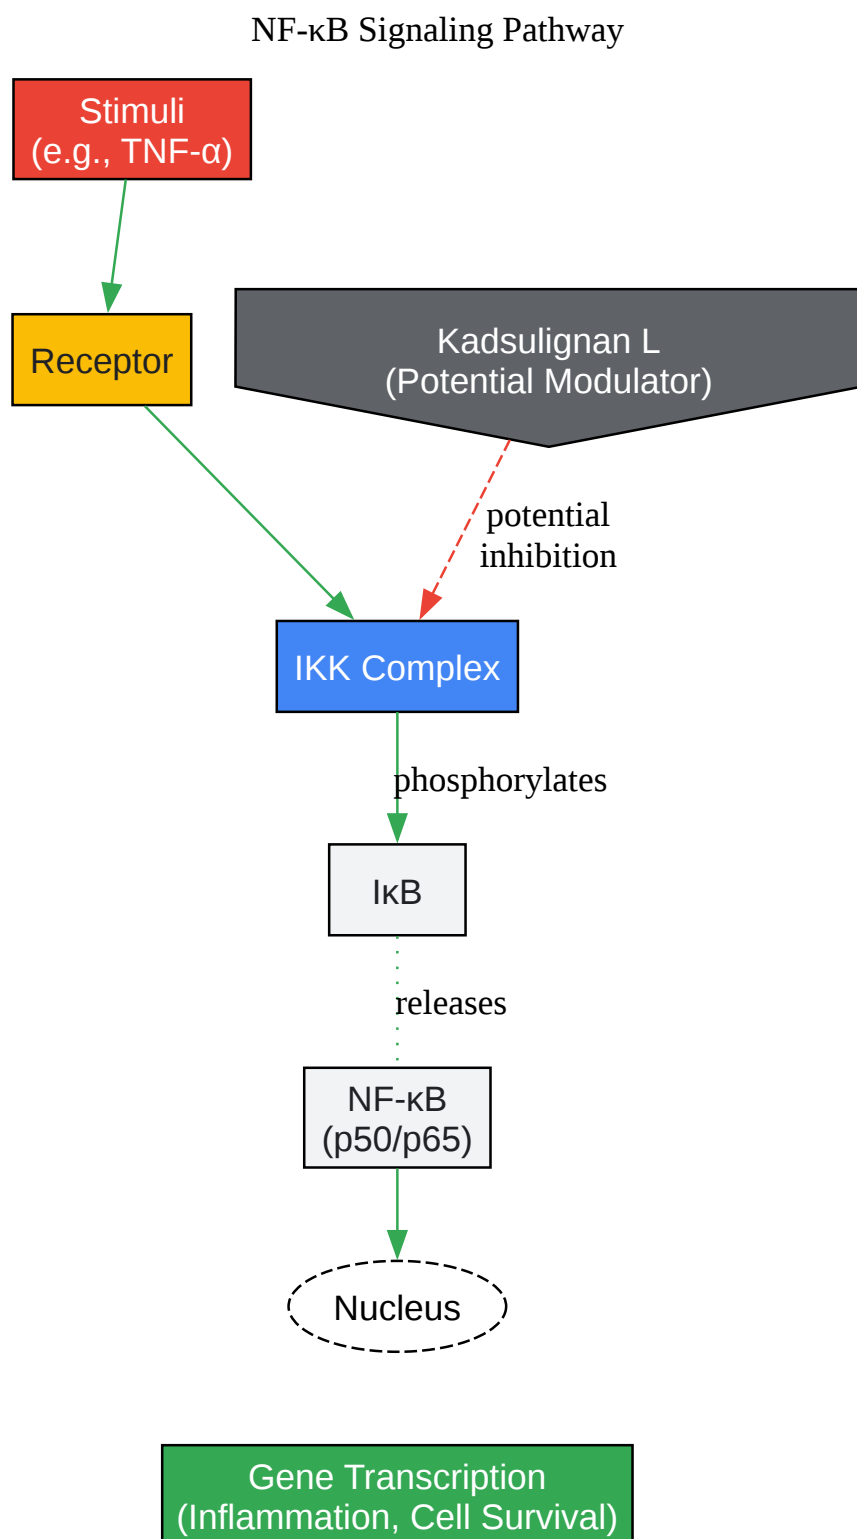 NF-κB Signaling Pathway
Stimuli
(e.g., TNF-α)
Receptor
Kadsulignan L
(Potential Modulator)
potential
inhibition
IKK Complex
phosphorylates
IκB
releases
NF-κB
(p50/p65)
Nucleus
Gene Transcription
(Inflammation, Cell Survival)